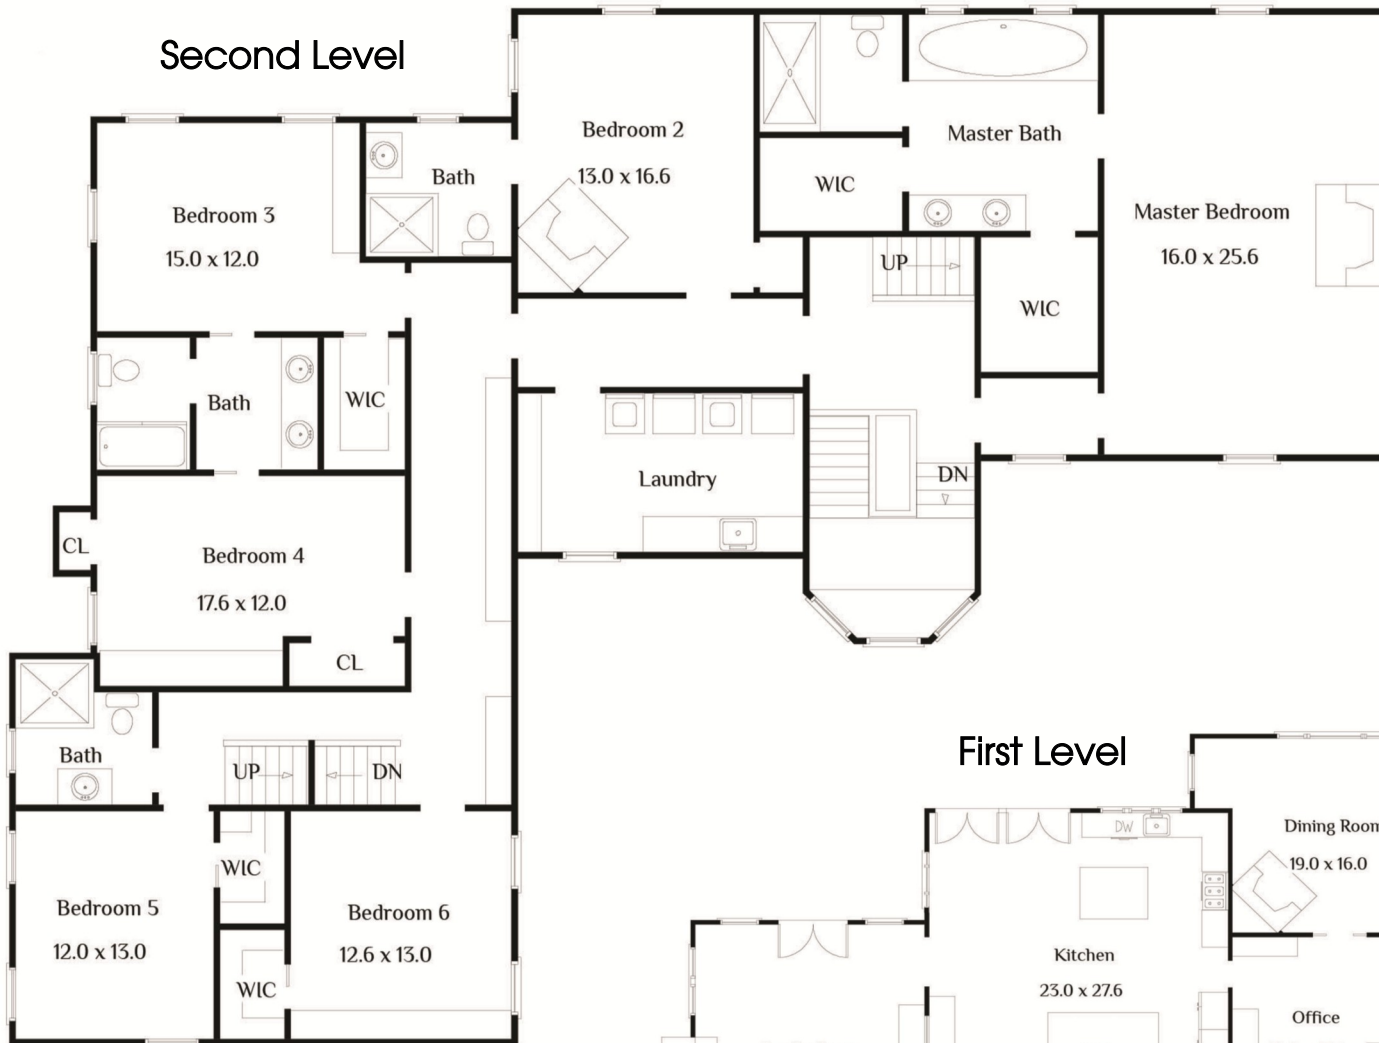 Second Level
Bedroom 2
13.0 x 16.6
Master Bath
WIC
Master Bedroom
16.0 x 25.6
Bath
Bedroom 3
15.0 x 12.0
UP
WIC
Bath
WIC
Laundry
DN
CL
Bedroom 4
17.6 x 12.0
CL
Bath
UP
DN
WIC
Bedroom 5
12.0 x 13.0
Bedroom 6
12.6 x 13.0
WIC
First Level
DW
Dining Room
19.0 x 16.0
Kitchen
23.0 x 27.6
Office